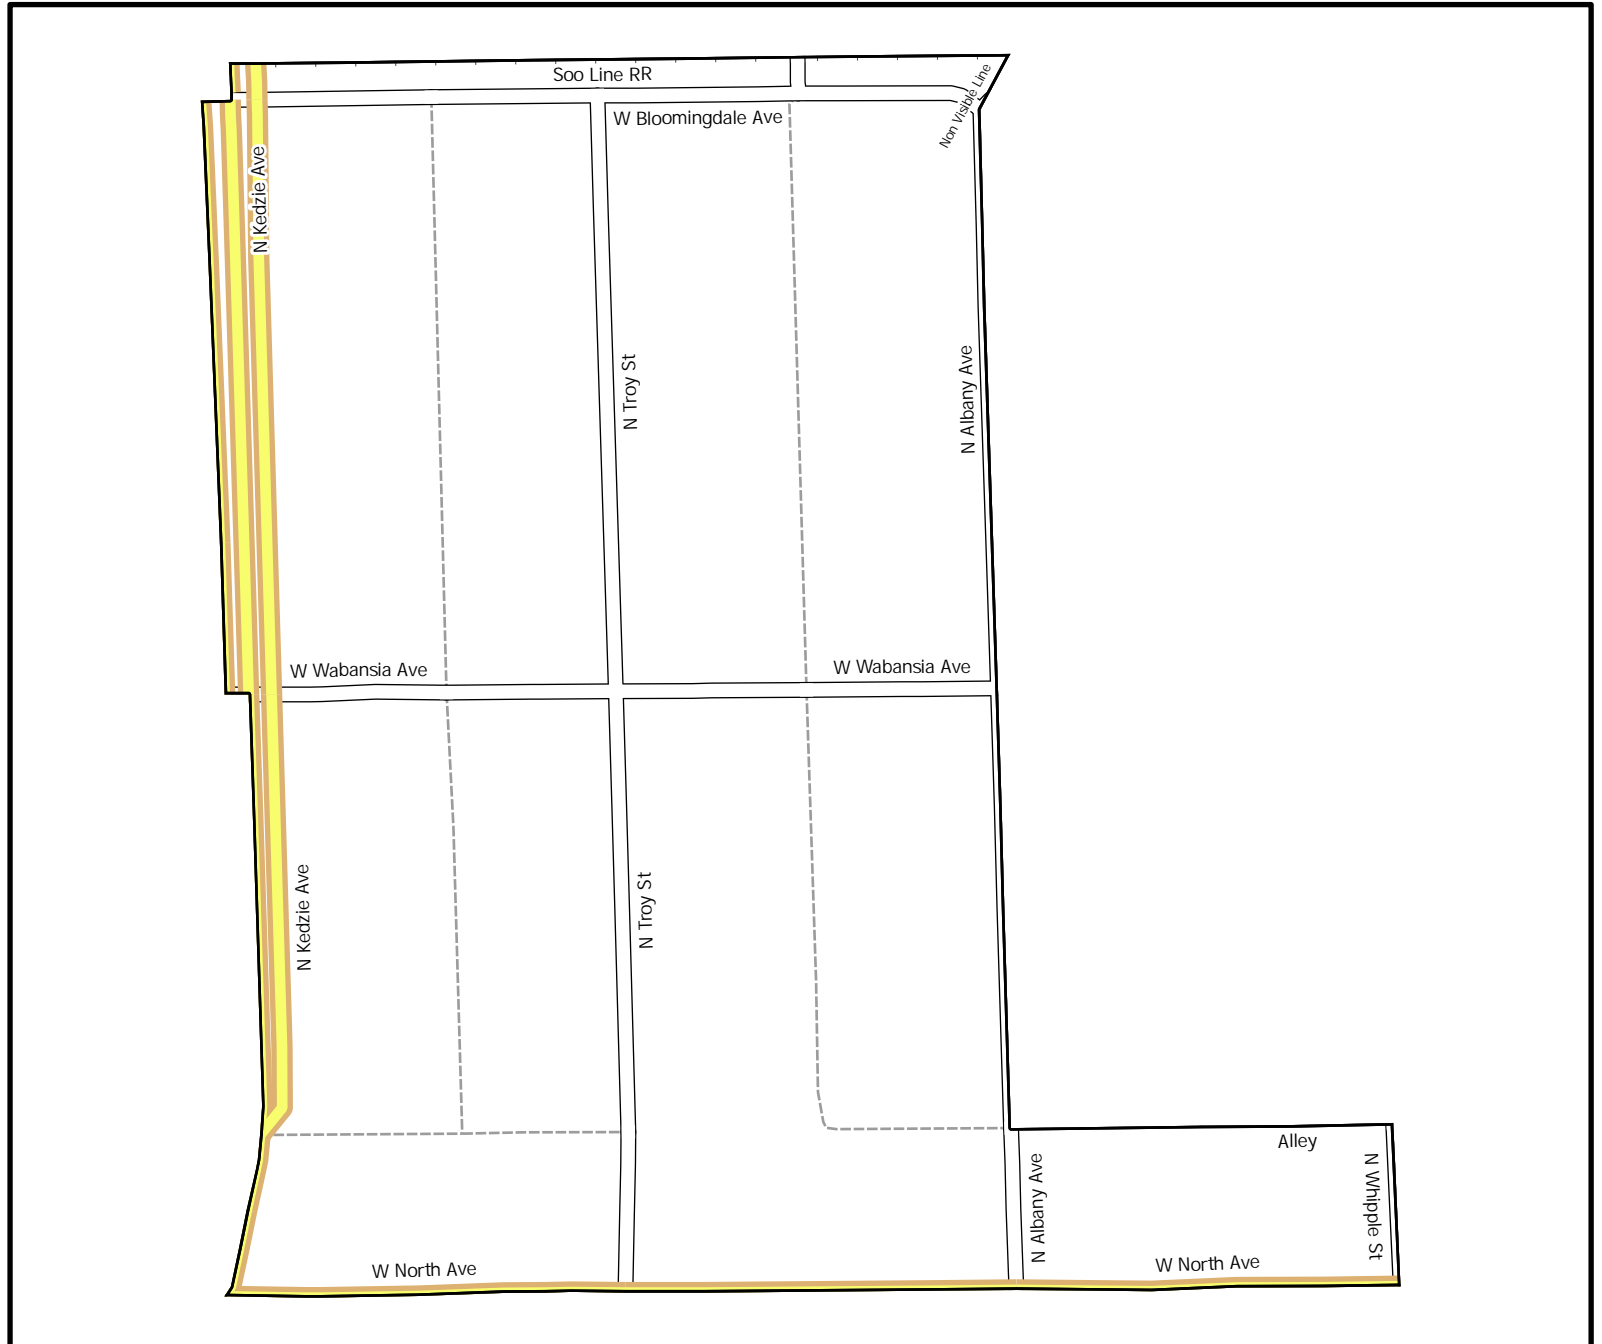 Soo Line RR
Non Visible Line
W Bloomingdale Ave
N Kedzie Ave
N Troy St
N Albany Ave
W Wabansia Ave
W Wabansia Ave
N Kedzie Ave
N Troy St
Alley
N Albany Ave
N Whipple St
W North Ave
W North Ave